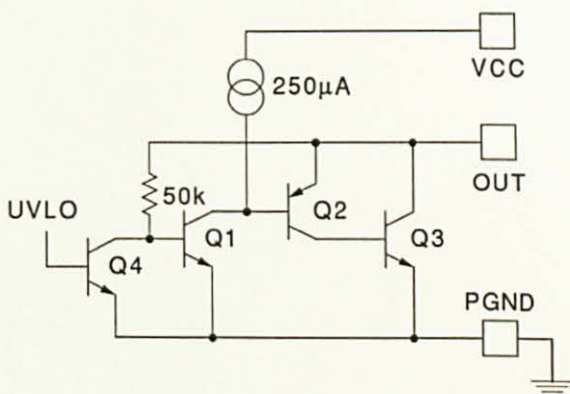 VCC
250μA
OUT
50k
UVLO
Q1
Q2
Q3
Q4
PGND